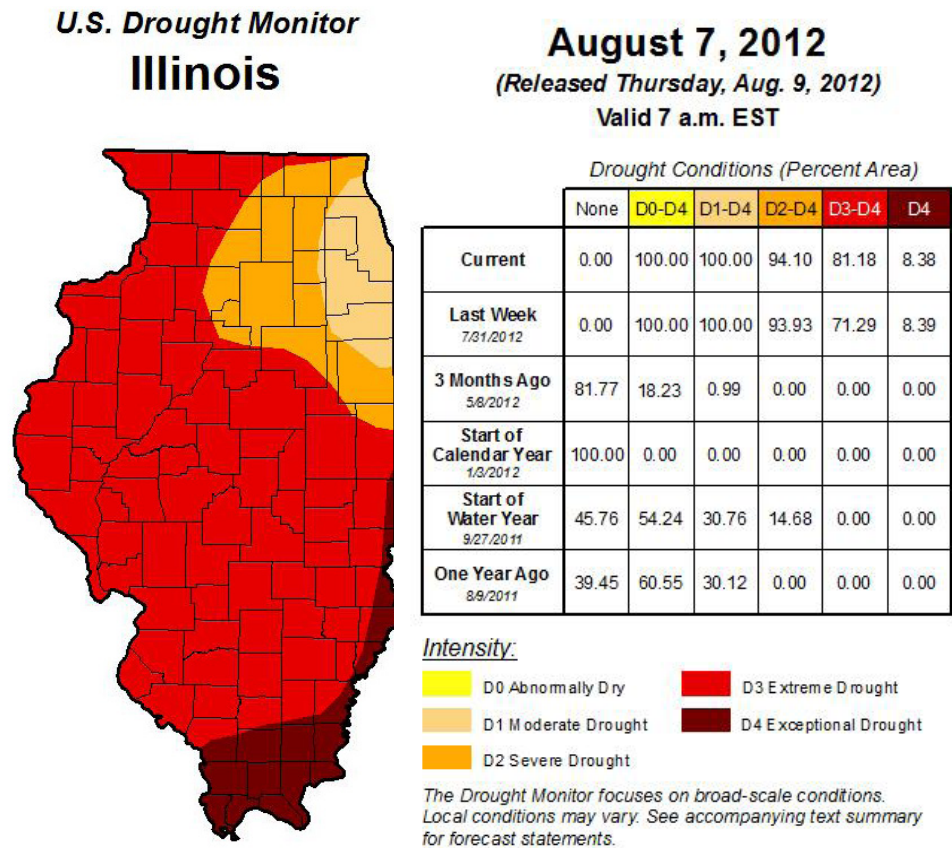 U.S. Drought Monitor
Illinois
August 7, 2012
(Released Thursday, Aug. 9, 2012)
Valid 7 a.m. EST
Drought Conditions (Percent Area)
None D0-D4 D1-D4 D2-D4 D3-D4 D4
Current 0.00 100.00 100.00 94.10 81.18 8.38
Last Week
7/31/2012
0.00 100.00 100.00 93.93 71.29 8.39
3 Months Ago
5/8/2012
81.77 18.23 0.99 0.00 0.00 0.00
Start of
Calendar Year
1/3/2012
100.00 0.00 0.00 0.00 0.00 0.00
Start of
Water Year
9/27/2011
45.76 54.24 30.76 14.68 0.00 0.00
One Year Ago
8/9/2011
39.45 60.55 30.12 0.00 0.00 0.00
Intensity:
D0 Abnormally Dry
D1 Moderate Drought
D2 Severe Drought
D3 Extreme Drought
D4 Exceptional Drought
The Drought Monitor focuses on broad-scale conditions.
Local conditions may vary. See accompanying text summary
for forecast statements.